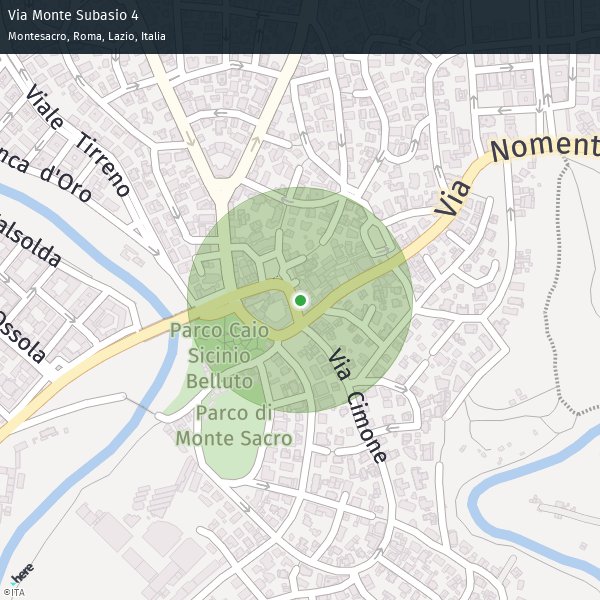 Via Monte Subasio 4
Montesacro, Roma, Lazio, Italia
Viale Tirreno
nca d'Oro
Via Noment
alsolda
Ossola
Parco Caio
Sicinio
Belluto
Via Cimone
Parco di
Monte Sacro
here
©ITA